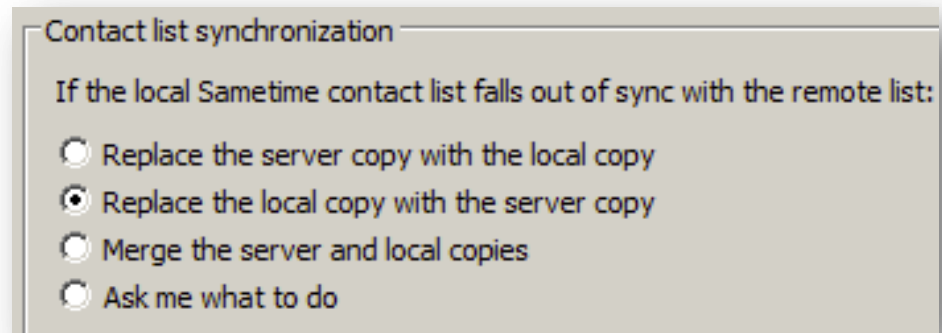 Contact list synchronization
If the local Sametime contact list falls out of sync with the remote list:
Replace the server copy with the local copy
Replace the local copy with the server copy
Merge the server and local copies
Ask me what to do